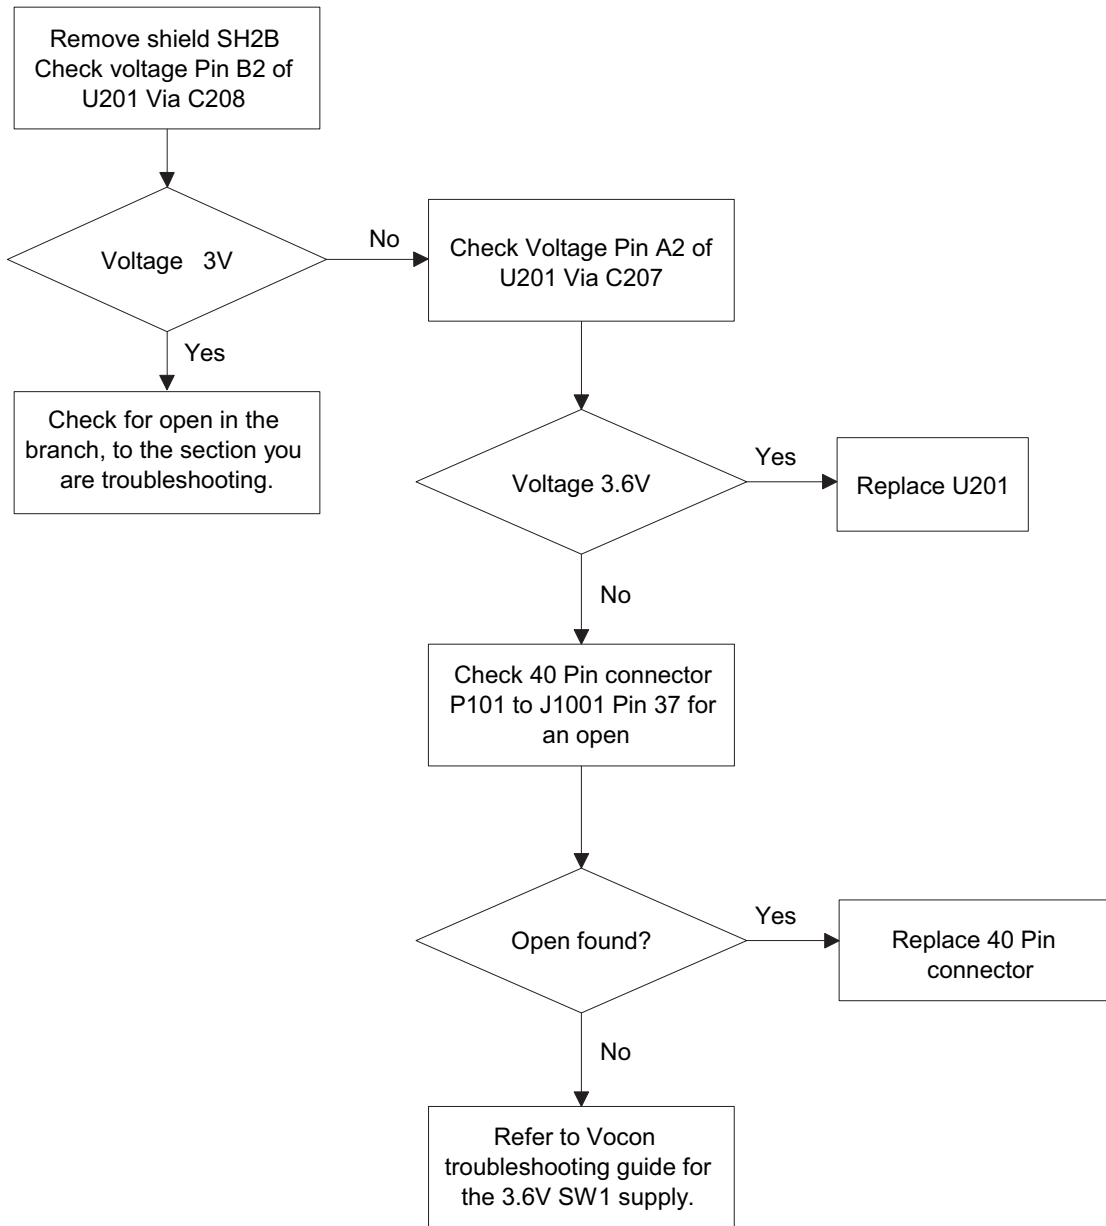 Remove shield SH2B
Check voltage Pin B2 of
U201 Via C208
Voltage   3V
No
Check Voltage Pin A2 of
U201 Via C207
Yes
Check for open in the
branch, to the section you
are troubleshooting.
Voltage 3.6V
Yes
Replace U201
No
Check 40 Pin connector
P101 to J1001 Pin 37 for
an open
Open found?
Yes
Replace 40 Pin
connector
No
Refer to Vocon
troubleshooting guide for
the 3.6V SW1 supply.